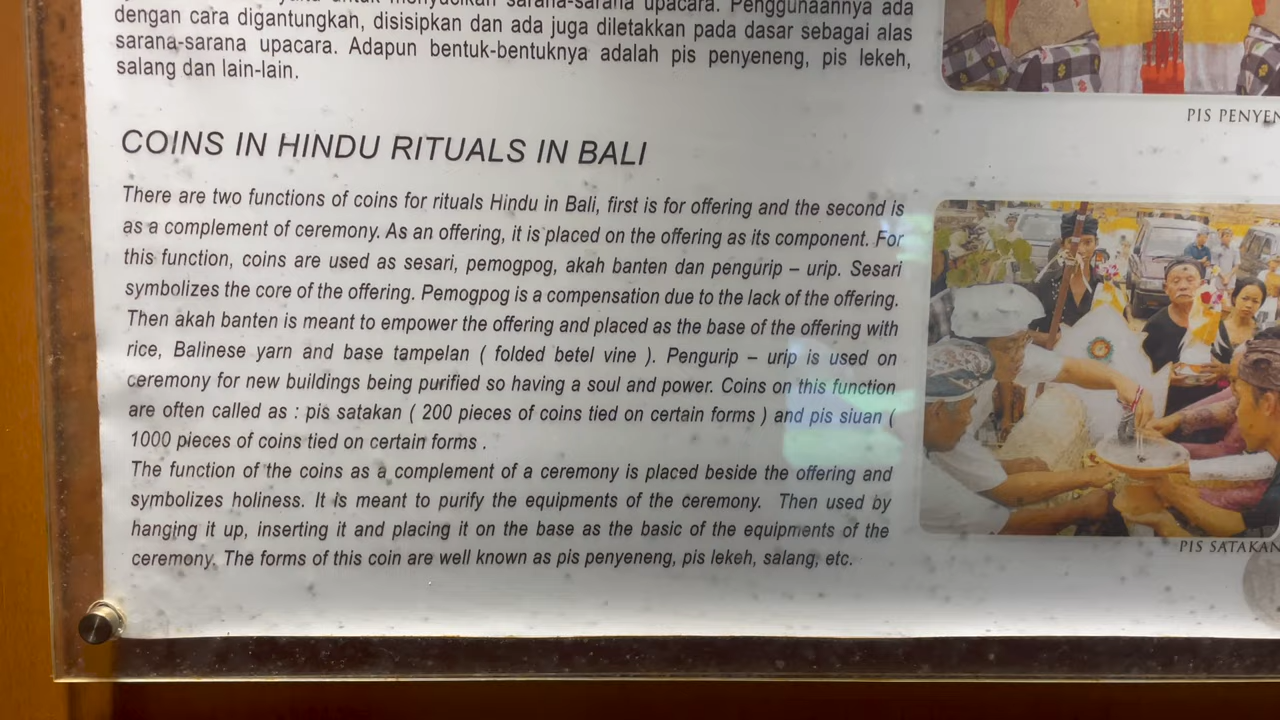 untuk menyucikan sarana-sarana upacara. Penggunaannya ada
dengan cara digantungkah, disisipkan dan ada juga diletakkan pada dasar sebagai alas
sarana-sarana upacara. Adapun bentuk-bentuknya adalah pis penyeneng, pis lekeh,
salang dan lain-lain.
PIS PENYEN
COINS IN HINDU RITUALS IN BALI
There are two functions of coins for rituals Hindu in Bali, first is for offering and the second is
as a complement of ceremony. As an offering, it is placed on the offering as its component. For
this function, coins are used as sesari, pemogpog, akah banten dan pengurip – urip. Sesari
symbolizes the core of the offering. Pemogpog is a compensation due to the lack of the offering.
Then akah banten is meant to empower the offering and placed as the base of the offering with
rice, Balinese yarn and base tampelan ( folded betel vine ). Pengurip – urip is used on
ceremony for new buildings being purified so having a soul and power. Coins on this function
are often called as : pis satakan ( 200 pieces of coins tied on certain forms ) and pis siuan (
1000 pieces of coins tied on certain forms .
The function of the coins as a complement of a ceremony is placed beside the offering and
symbolizes holiness. It is meant to purify the equipments of the ceremony. Then used by
hanging it up, inserting it and placing it on the base as the basic of the equipments of the
ceremony. The forms of this coin are well known as pis penyeneng, pis lekeh, salang, etc.
PIS SATAKAN